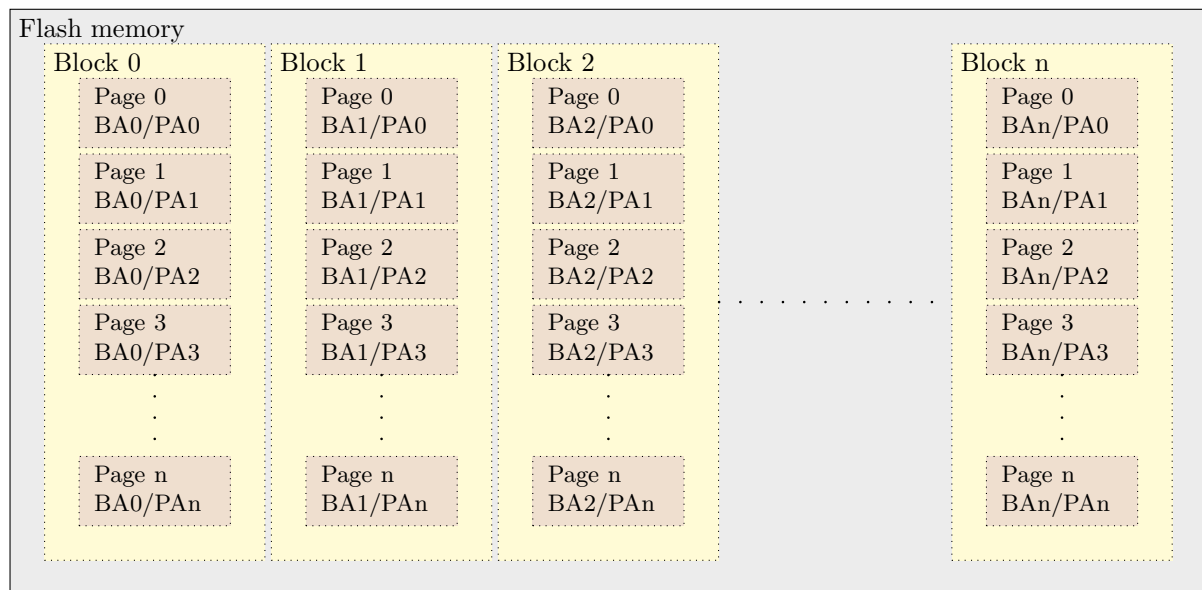 Flash memory
Block 0
Page 0
BA0/PA0
Page 1
BA0/PA1
Page 2
BA0/PA2
Page 3
BA0/PA3
Page n
BA0/PAn
Block 1
Page 0
BA1/PA0
Page 1
BA1/PA1
Page 2
BA1/PA2
Page 3
BA1/PA3
Page n
BA1/PAn
Block 2
Page 0
BA2/PA0
Page 1
BA2/PA1
Page 2
BA2/PA2
Page 3
BA2/PA3
Page n
BA2/PAn
Block n
Page 0
BAn/PA0
Page 1
BAn/PA1
Page 2
BAn/PA2
Page 3
BAn/PA3
Page n
BAn/PAn